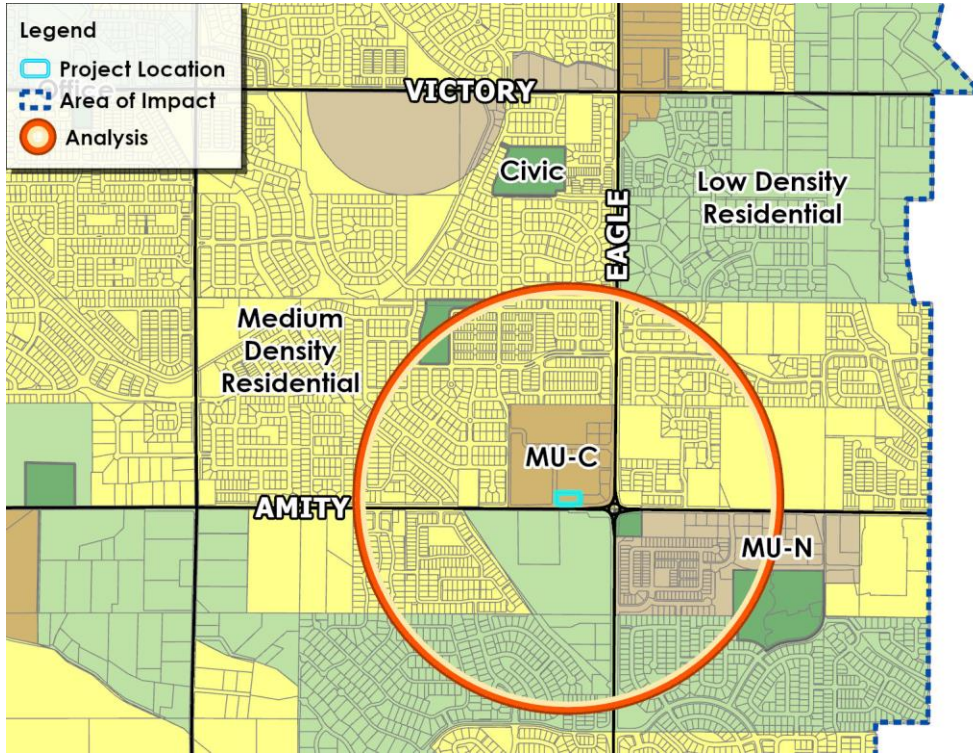 Legend
Project Location
Office
Area of Impact
Analysis
VICTORY
Civic
Low Density
Residential
EAGLE
Medium
Density
Residential
MU-C
AMITY
MU-N